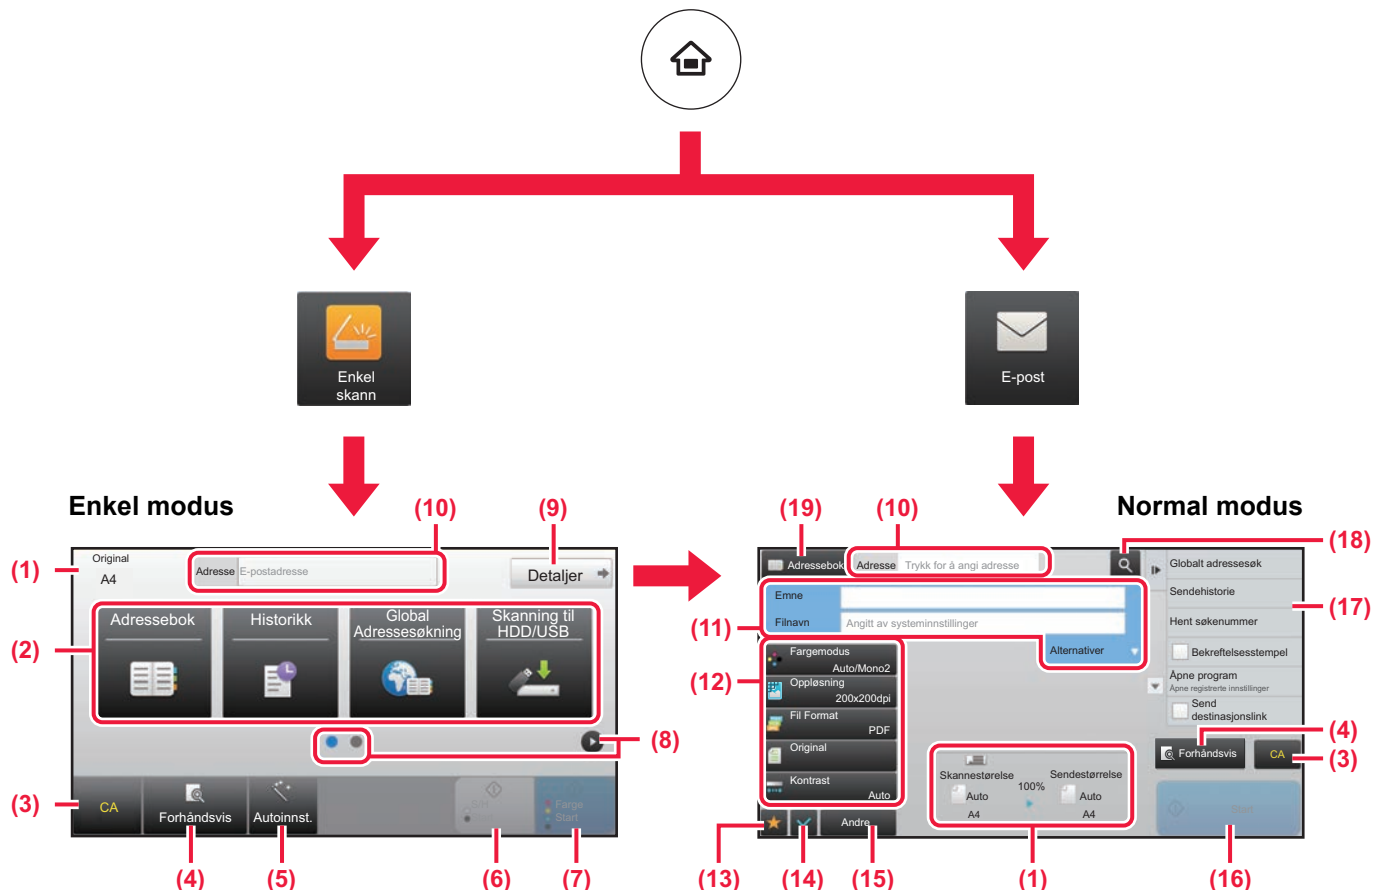 Enkel
skann
E-post
Enkel modus
Normal modus
(10)
(9)
(19)
(10)
(18)
(1)
Original
A4
Adresse
E-postadresse
Detaljer
(2)
Adressebok
Historikk
Global
Adressesøkning
Skanning til
HDD/USB
(8)
(3)
CA
Forhåndsvis
Autoinnst.
Farge
Start
(4)
(5)
(6)
(7)
Adressebok
Adresse
Trykk for å angi adresse
Emne
Filnavn
Angitt av systeminnstillinger
Alternativer
(11)
(12)
Fargemodus
Auto/Mono2
Oppløsning
200x200dpi
Fil Format
PDF
Original
Kontrast
Auto
Andre
Skannestørelse
Auto
A4
100%
Sendestørrelse
Auto
A4
Globalt adressesøk
Sendehistorie
Hent søkenummer
Bekreftelsesstempel
Åpne program
Åpne registrerte innstillinger
Send
destinasjonslink
(17)
(4)
Forhåndsvis
CA
(3)
Start
(13)
(14)
(15)
(1)
(16)